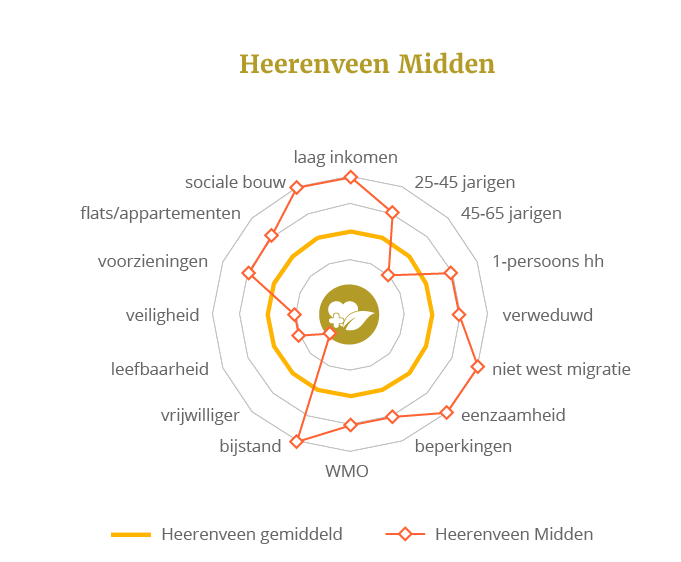 Heerenveen Midden
laag inkomen
sociale bouw
25-45 jarigen
flats/appartementen
45-65 jarigen
voorzieningen
1-persoons hh
veiligheid
verweduwd
leefbaarheid
niet west migratie
vrijwilliger
eenzaamheid
bijstand
beperkingen
WMO
Heerenveen gemiddeld
Heerenveen Midden